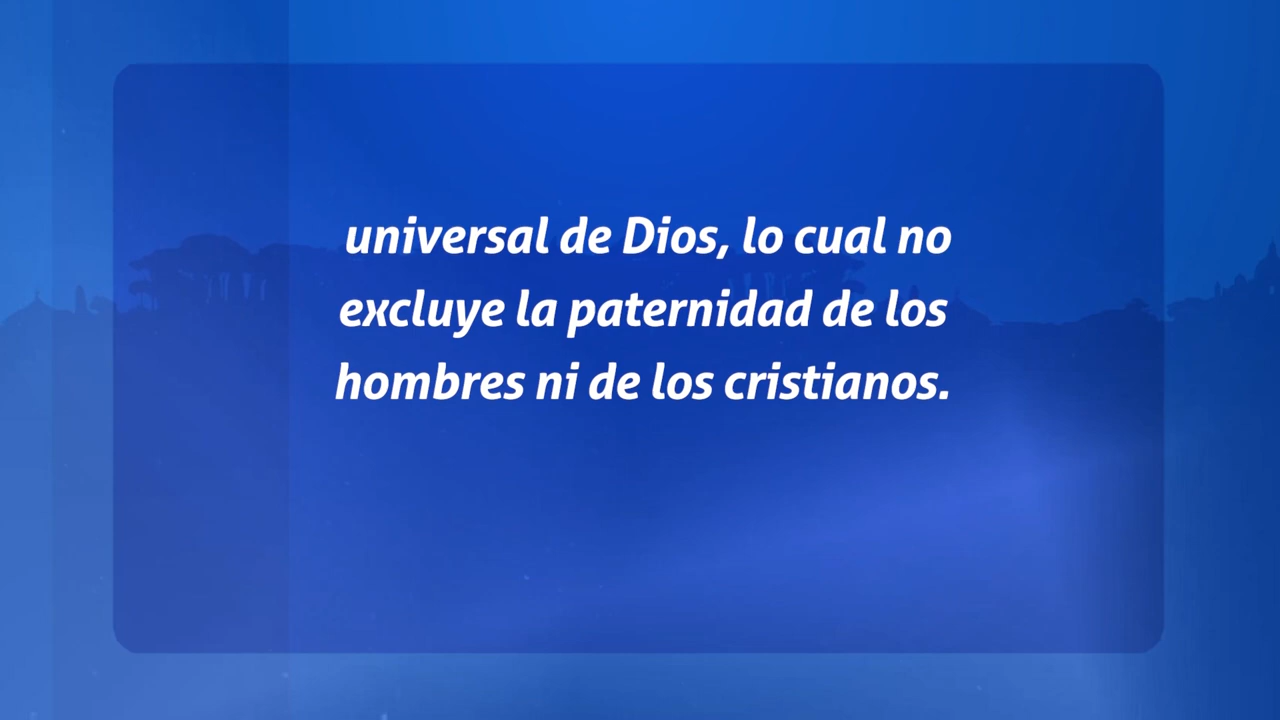 universal de Dios, lo cual no
excluye la paternidad de los
hombres ni de los cristianos.